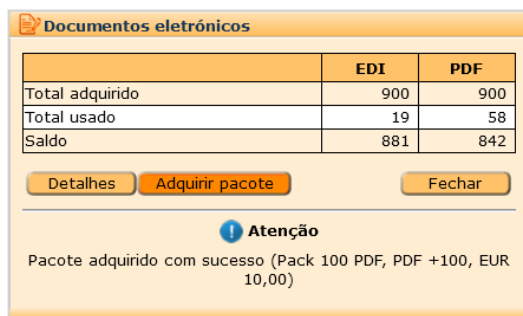 Documentos eletrónicos
EDI PDF
Total adquirido 900 900
Total usado 19 58
Saldo 881 842
Detalhes Adquirir pacote Fechar
Atenção
Pacote adquirido com sucesso (Pack 100 PDF, PDF +100, EUR
10,00)